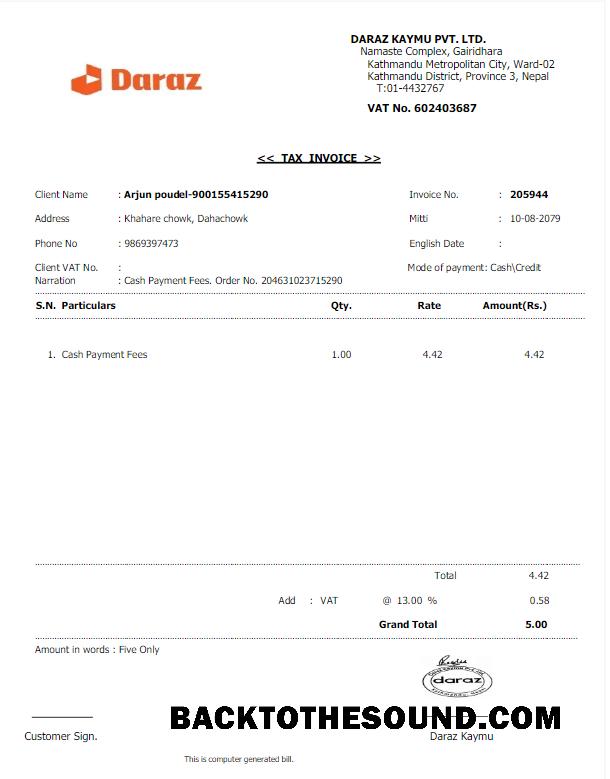 Daraz
DARAZ KAYMU PVT. LTD.
Namaste Complex, Gairidhara
Kathmandu Metropolitan City, Ward-02
Kathmandu District, Province 3, Nepal
T:01-4432767
VAT No. 602403687
<< TAX INVOICE >>
Client Name : Arjun poudel-900155415290 Invoice No. : 205944
Address : Khahare chowk, Dahachowk Mitti : 10-08-2079
Phone No : 9869397473 English Date :
Client VAT No. : Mode of payment: Cash\Credit
Narration : Cash Payment Fees. Order No. 204631023715290
S.N. Particulars Qty. Rate Amount(Rs.)
1. Cash Payment Fees 1.00 4.42 4.42
Total 4.42
Add : VAT @ 13.00 % 0.58
Grand Total 5.00
Amount in words : Five Only
daraz
BACKTOTHESOUND.COM
Customer Sign. Daraz Kaymu
This is computer generated bill.